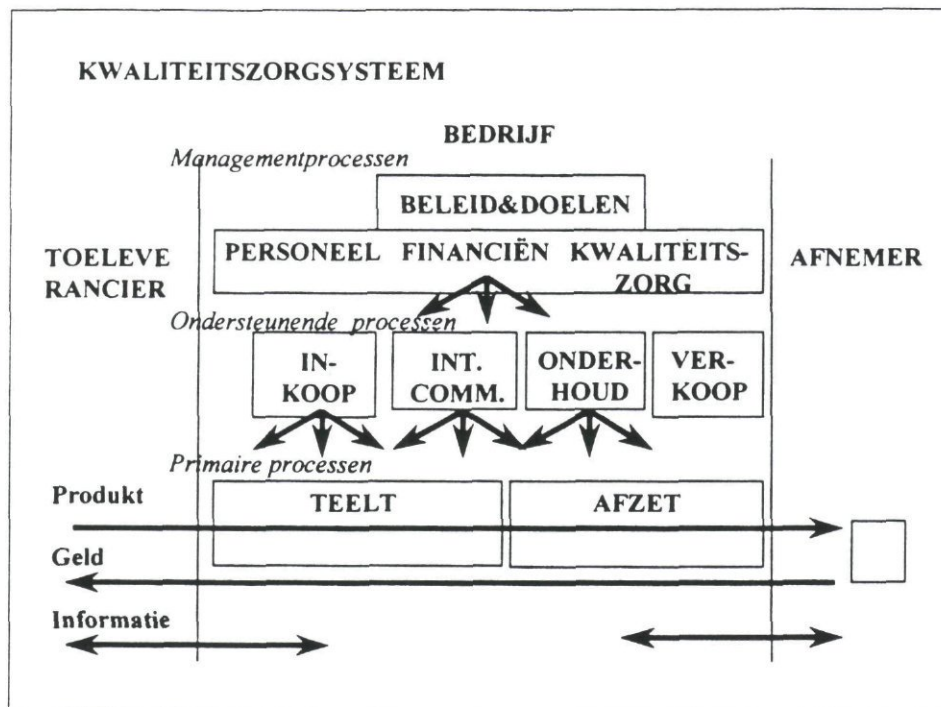 KWALITEITSZORGSYSTEEM
BEDRIJF
Managementprocessen
BELEID&DOELEN
TOELEVE
RANCIER
PERSONEEL FINANCIËN KWALITEITS-
ZORG
AFNEMER
Ondersteunende processen
IN-
KOOP
INT.
COMM.
ONDER-
HOUD
VER-
KOOP
Primaire processen
Produkt
TEELT
AFZET
Geld
Informatie